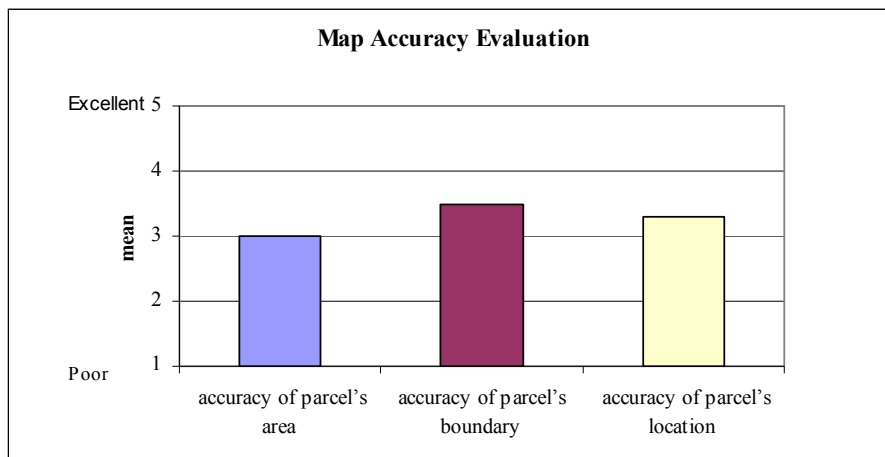 Map Accuracy Evaluation
Excellent 5
4
mean
3
2
1
Poor
accuracy of parcel’s
area
accuracy of parcel’s
boundary
accuracy of parcel’s
location